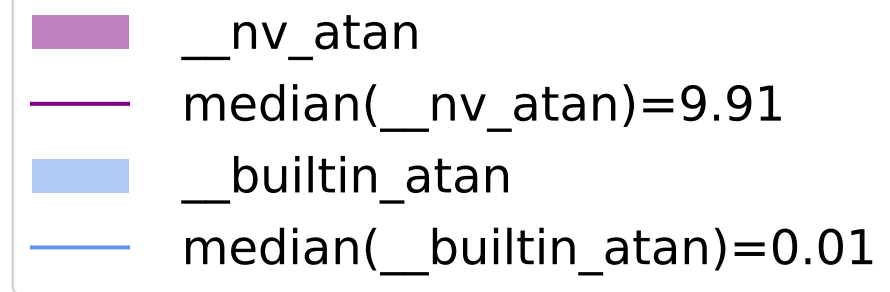 __nv_atan
median(__nv_atan)=9.91
__builtin_atan
median(__builtin_atan)=0.01